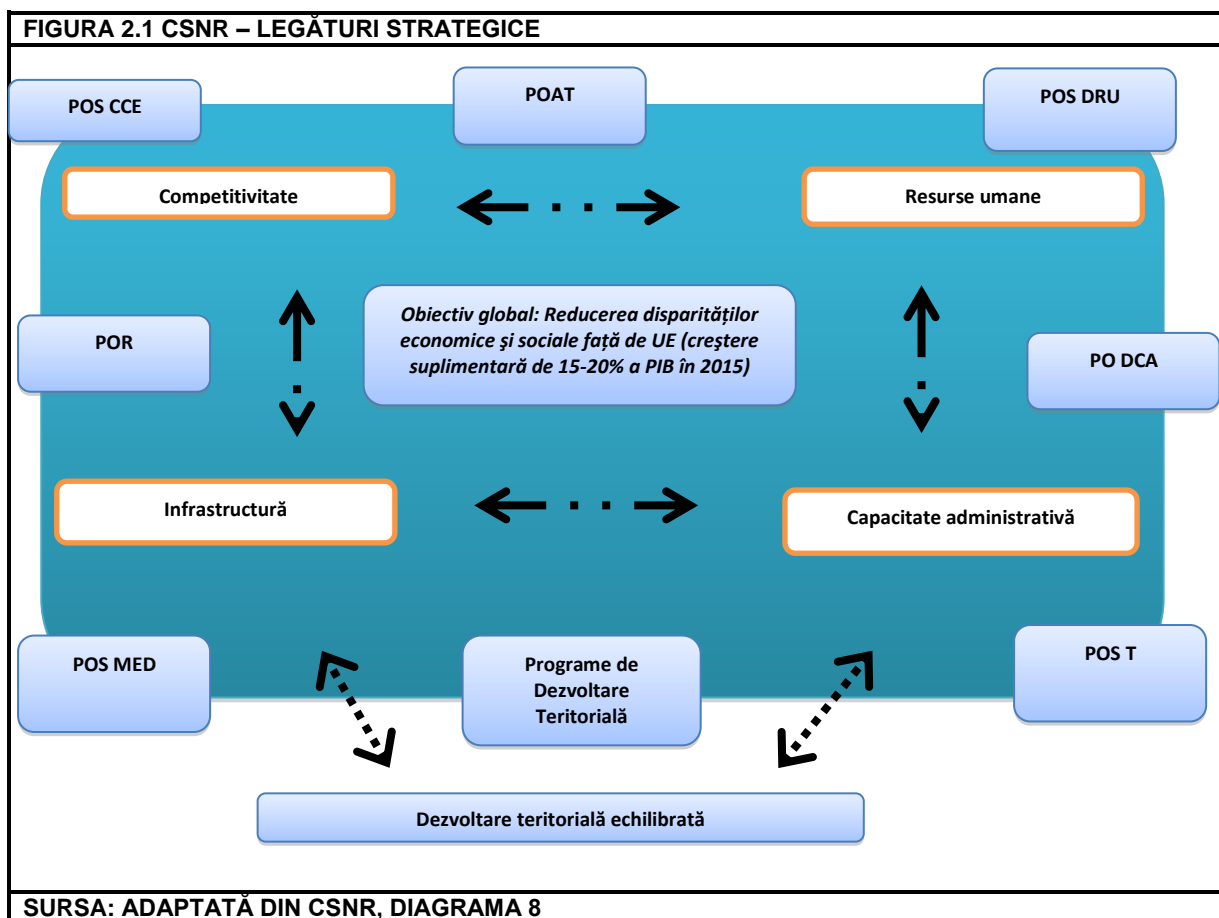 FIGURA 2.1 CSNR – LEGĂTURI STRATEGICE
POS CCE
POAT
POS DRU
Competitivitate
Resurse umane
Obiectiv global: Reducerea disparităților
economice şi sociale față de UE (creştere
suplimentară de 15-20% a PIB în 2015)
POR
PO DCA
Infrastructură
Capacitate administrativă
POS MED
Programe de
Dezvoltare
Teritorială
POS T
Dezvoltare teritorială echilibrată
SURSA: ADAPTATĂ DIN CSNR, DIAGRAMA 8